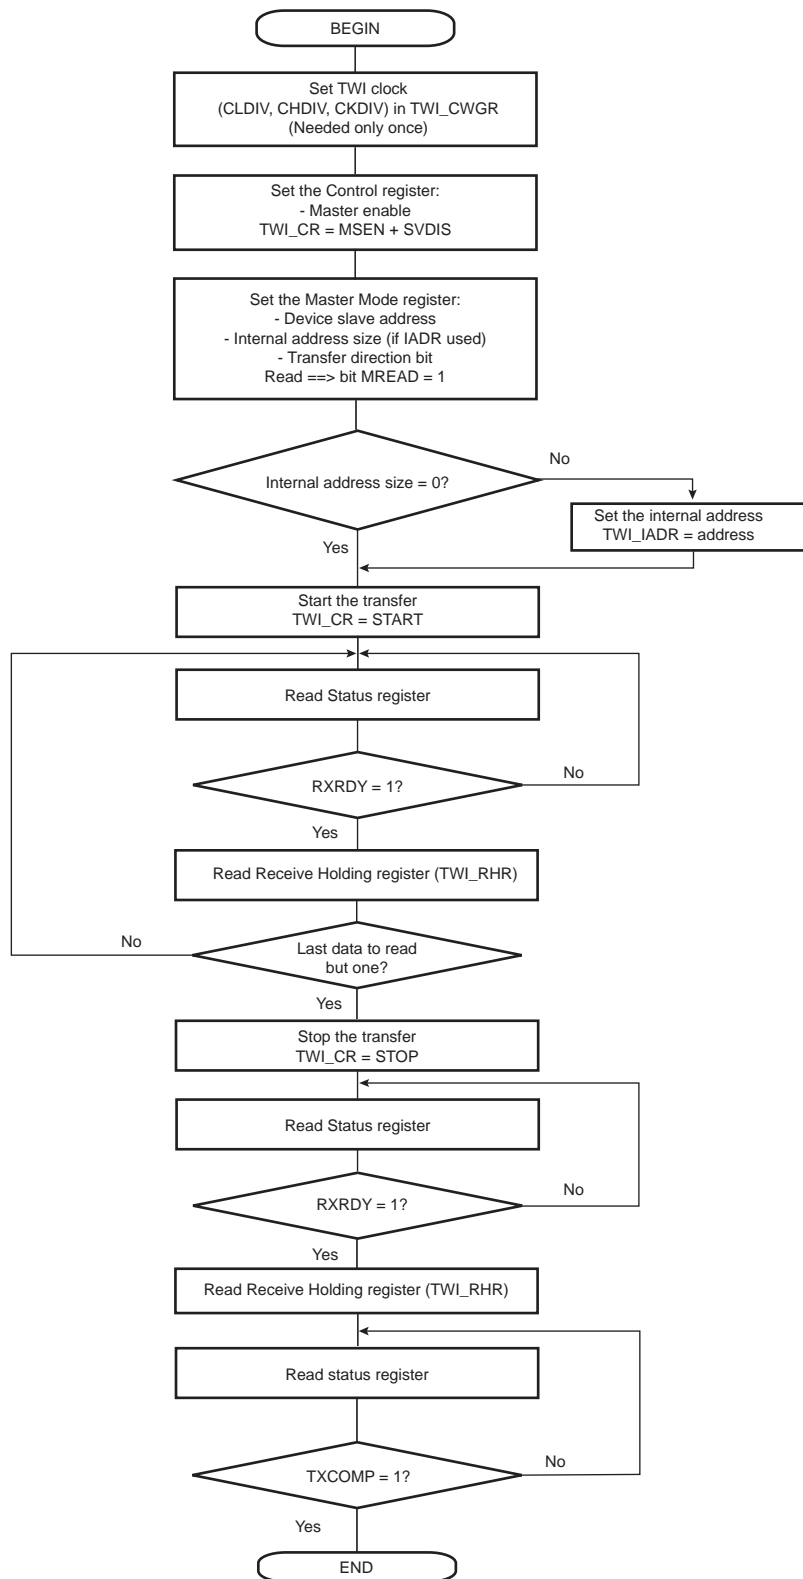 BEGIN
Set TWI clock
(CLDIV, CHDIV, CKDIV) in TWI_CWGR
(Needed only once)
Set the Control register:
- Master enable
TWI_CR = MSEN + SVDIS
Set the Master Mode register:
- Device slave address
- Internal address size (if IADR used)
- Transfer direction bit
Read ==> bit MREAD = 1
Internal address size = 0?
No
Set the internal address
TWI_IADR = address
Yes
Start the transfer
TWI_CR = START
Read Status register
RXRDY = 1?
No
Yes
Read Receive Holding register (TWI_RHR)
No
Last data to read
but one?
Yes
Stop the transfer
TWI_CR = STOP
Read Status register
RXRDY = 1?
No
Yes
Read Receive Holding register (TWI_RHR)
Read status register
TXCOMP = 1?
No
Yes
END